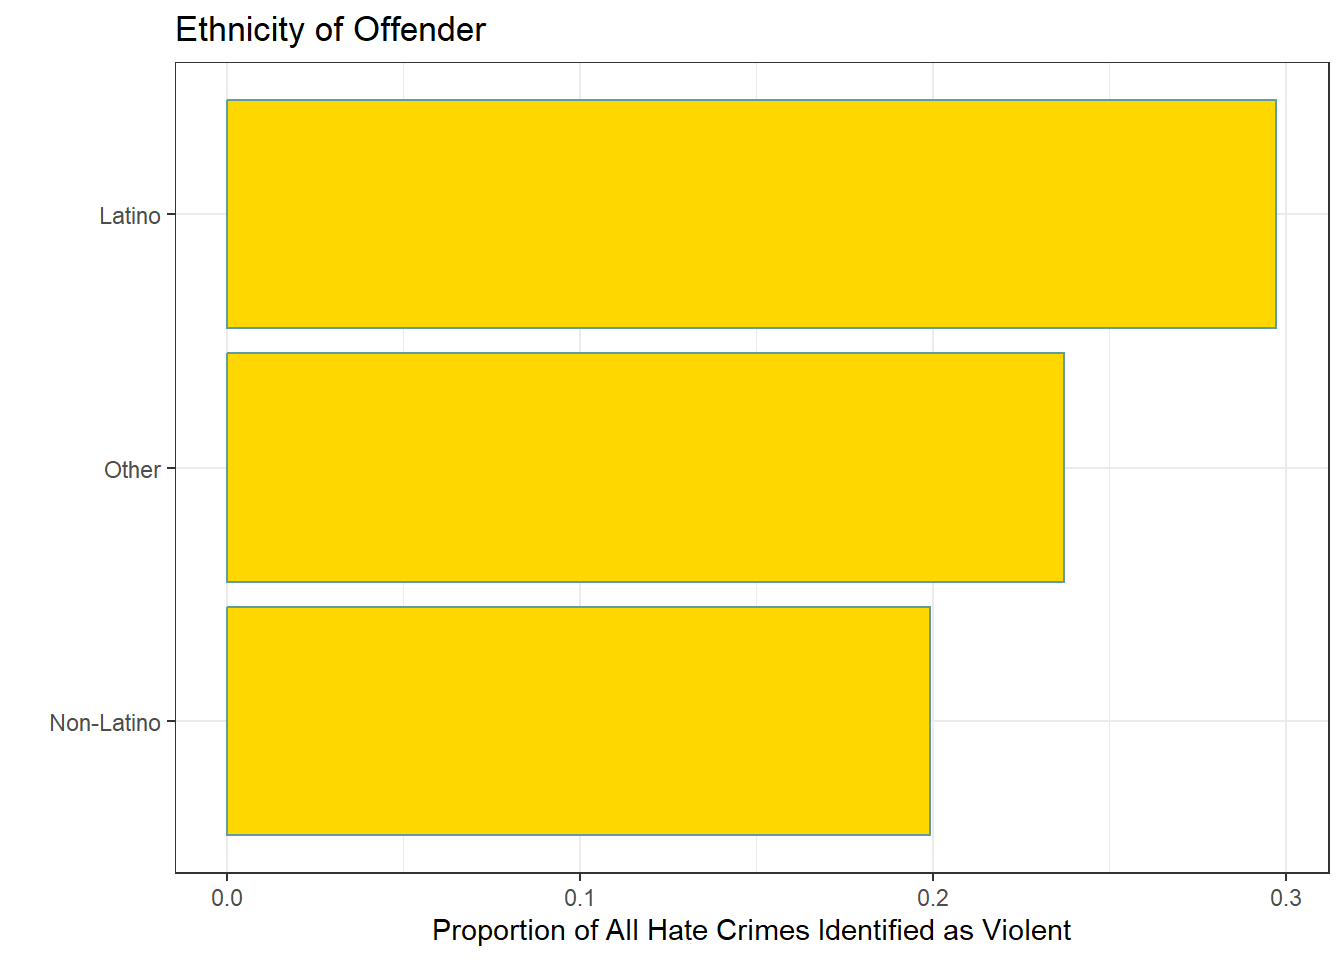 Ethnicity of Offender
Latino
Other
Non-Latino
0.0 0.1 0.2 0.3
Proportion of All Hate Crimes Identified as Violent